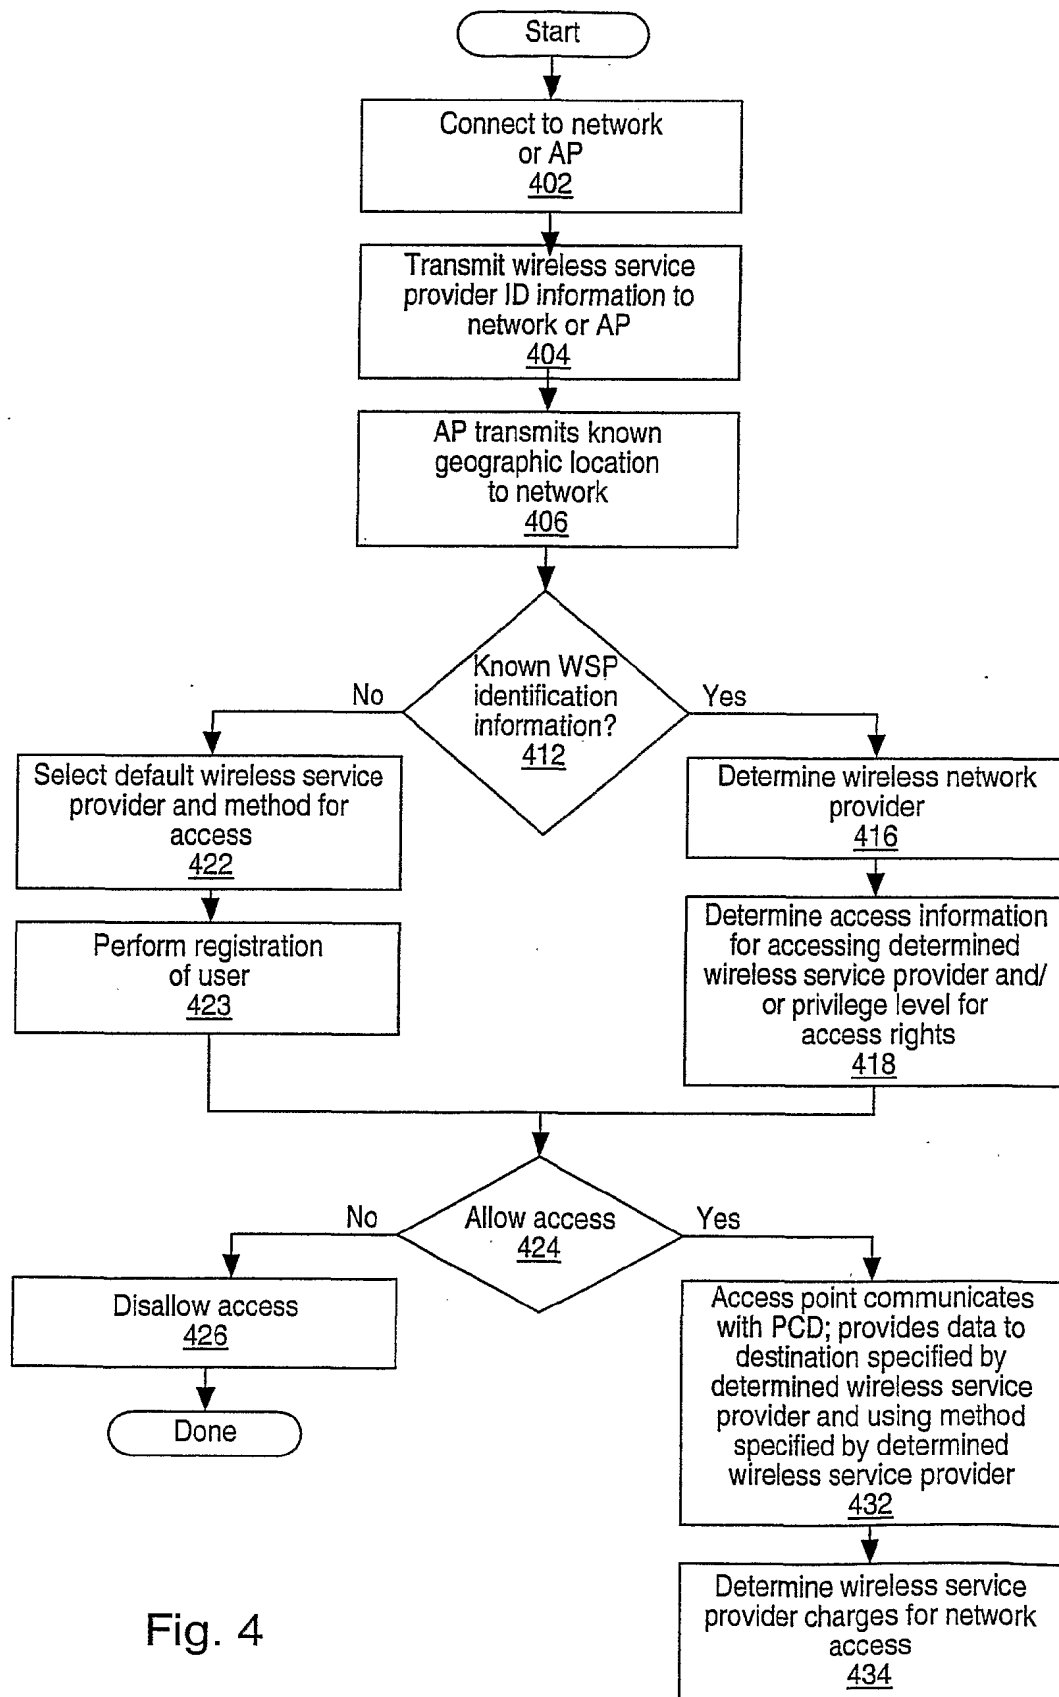 Start
Connect to network
or AP
402
Transmit wireless service
provider ID information to
network or AP
404
AP transmits known
geographic location
to network
406
Known WSP
identification
information?
412
No
Yes
Select default wireless service
provider and method for
access
422
Determine wireless network
provider
416
Perform registration
of user
423
Determine access information
for accessing determined
wireless service provider and/
or privilege level for
access rights
418
Allow access
424
No
Yes
Disallow access
426
Done
Access point communicates
with PCD; provides data to
destination specified by
determined wireless service
provider and using method
specified by determined
wireless service provider
432
Determine wireless service
provider charges for network
access
434
Fig. 4